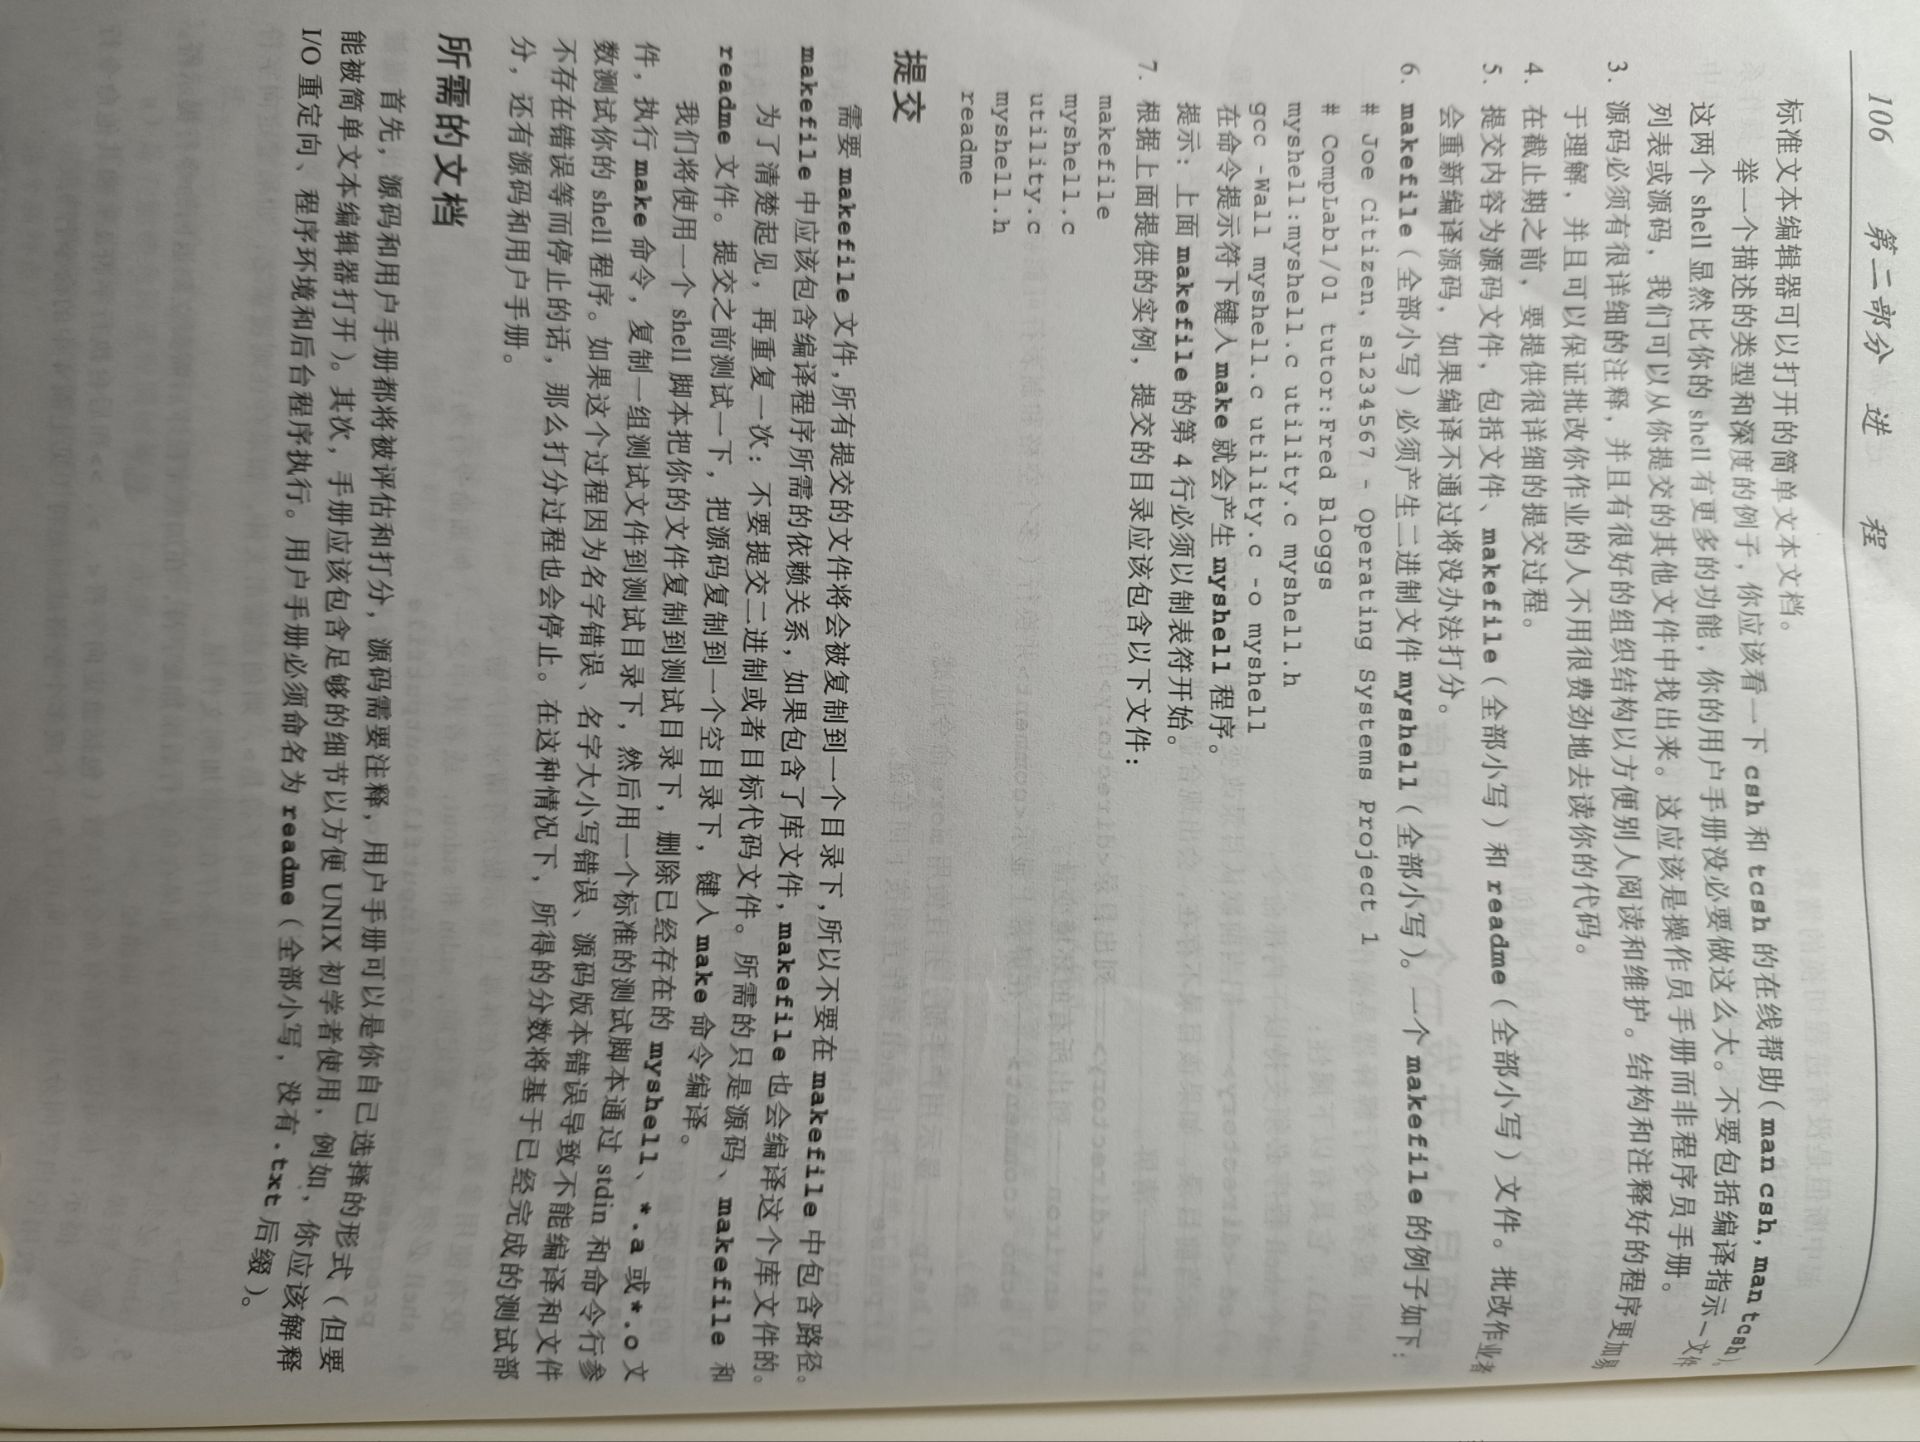 106 第二部分 进 程
标准文本编辑器可以打开的简单文本文档。
举一个描述的类型和深度的例子，你应该看一下 csh 和 tcsh 的在线帮助（man csh, man tcsh）。
这两个 shell 显然比你的 shell 有更多的功能，你的用户手册没必要做这么大。不要包括编译指示—文件
列表或源码，我们可以从你提交的其他文件中找出来。这应该是操作员手册而非程序员手册。
3. 源码必须有很详细的注释，并且有很好的组织结构以方便别人阅读和维护。结构和注释好的程序更加易
于理解，并且可以保证批改你作业的人不用很费劲地去读你的代码。
4. 在截止期之前，要提供很详细的提交过程。
5. 提交内容为源码文件，包括文件、makefile（全部小写）和 readme（全部小写）文件。批改作业者
会重新编译源码，如果编译不通过将没办法打分。
6. makefile（全部小写）必须产生二进制文件 myshell（全部小写）。一个 makefile 的例子如下：
# Joe Citizen, s1234567 - Operating Systems Project 1
# CompLab1/01 tutor:Fred Bloggs
myshell:myshell.c utility.c myshell.h
gcc -Wall myshell.c utility.c -o myshell
在命令提示符下键入 make 就会产生 myshell 程序。
提示：上面 makefile 的第 4 行必须以制表符开始。
7. 根据上面提供的实例，提交的目录应该包含以下文件：
makefile
myshell.c
utility.c
myshell.h
readme
提交
需要 makefile 文件，所有提交的文件将会被复制到一个目录下，所以不要在 makefile 中包含路径。
makefile 中应该包含编译程序所需的依赖关系，如果包含了库文件，makefile 也会编译这个库文件的。
为了清楚起见，再重复一次：不要提交二进制或者目标代码文件。所需的只是源码、makefile 和
readme 文件。提交之前测试一下，把源码复制到一个空目录下，键入 make 命令编译。
我们将使用一个 shell 脚本把你的文件复制到测试目录下，删除已经存在的 myshell、*.a 或*.o 文
件，执行 make 命令，复制一组测试文件到测试目录下，然后用一个标准的测试脚本通过 stdin 和命令行参
数测试你的 shell 程序。如果这个过程因为名字错误、名字大小写错误、源码版本错误导致不能编译和文件
不存在错误等而停止的话，那么打分过程也会停止。在这种情况下，所得的分数将基于已经完成的测试部
分，还有源码和用户手册。
所需的文档
首先，源码和用户手册都将被评估和打分，源码需要注释，用户手册可以是你自己选择的形式（但要
能被简单文本编辑器打开）。其次，手册应该包含足够的细节以方便 UNIX 初学者使用，例如，你应该解释
I/O 重定向、程序环境和后台程序执行。用户手册必须命名为 readme（全部小写，没有.txt 后缀）。